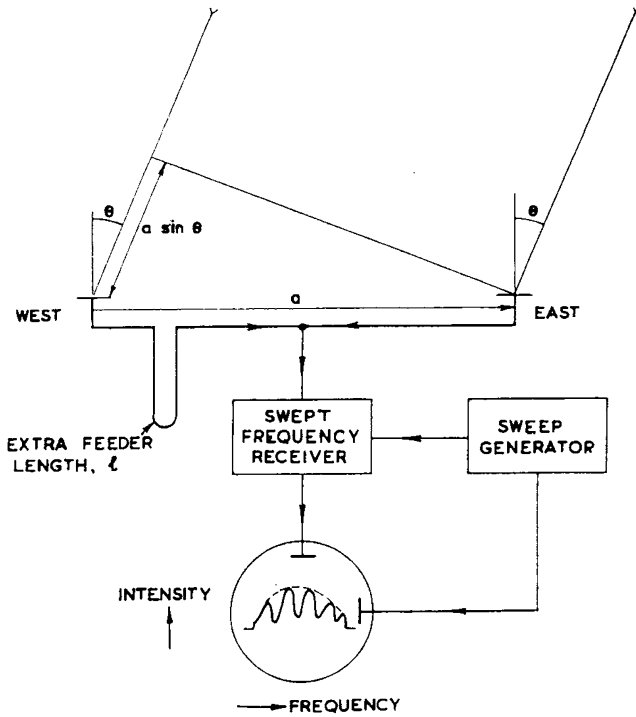 θ
θ
a sin θ
a
WEST
EAST
EXTRA FEEDER
LENGTH, ℓ
SWEPT
FREQUENCY
RECEIVER
SWEEP
GENERATOR
INTENSITY
FREQUENCY